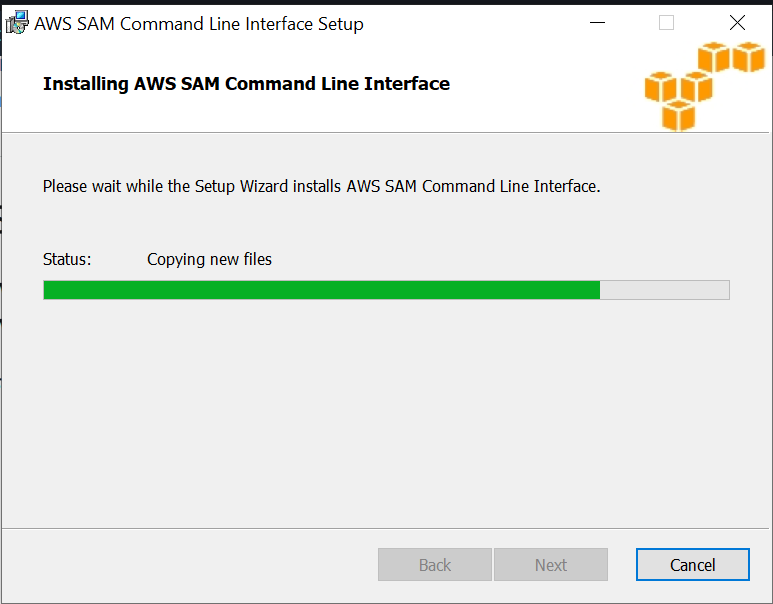 AWS SAM Command Line Interface Setup
Installing AWS SAM Command Line Interface
Please wait while the Setup Wizard installs AWS SAM Command Line Interface.
Status: Copying new files
Back Next Cancel